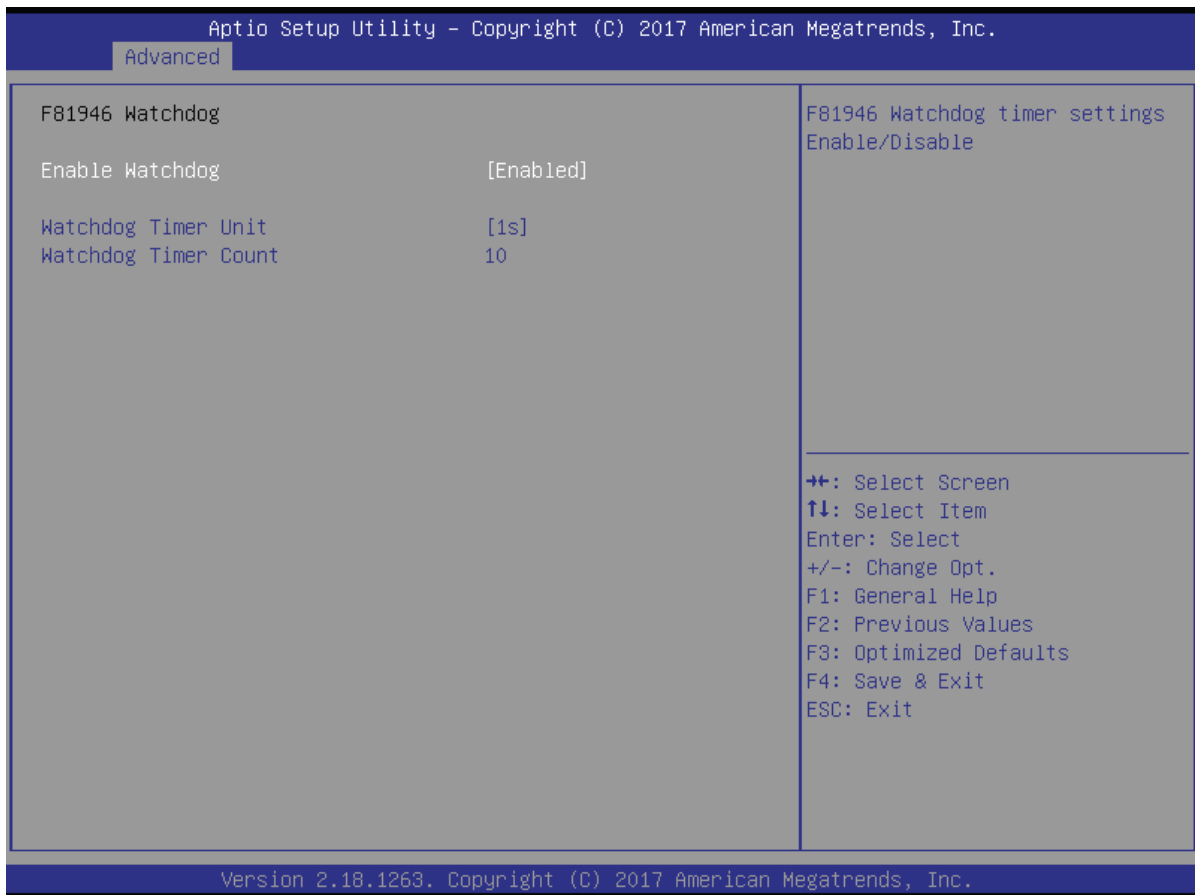 Aptio Setup Utility – Copyright (C) 2017 American Megatrends, Inc.
Advanced
F81946 Watchdog
Enable Watchdog [Enabled]
Watchdog Timer Unit [1s]
Watchdog Timer Count 10
F81946 Watchdog timer settings
Enable/Disable
→←: Select Screen
↑↓: Select Item
Enter: Select
+/-: Change Opt.
F1: General Help
F2: Previous Values
F3: Optimized Defaults
F4: Save & Exit
ESC: Exit
Version 2.18.1263. Copyright (C) 2017 American Megatrends, Inc.